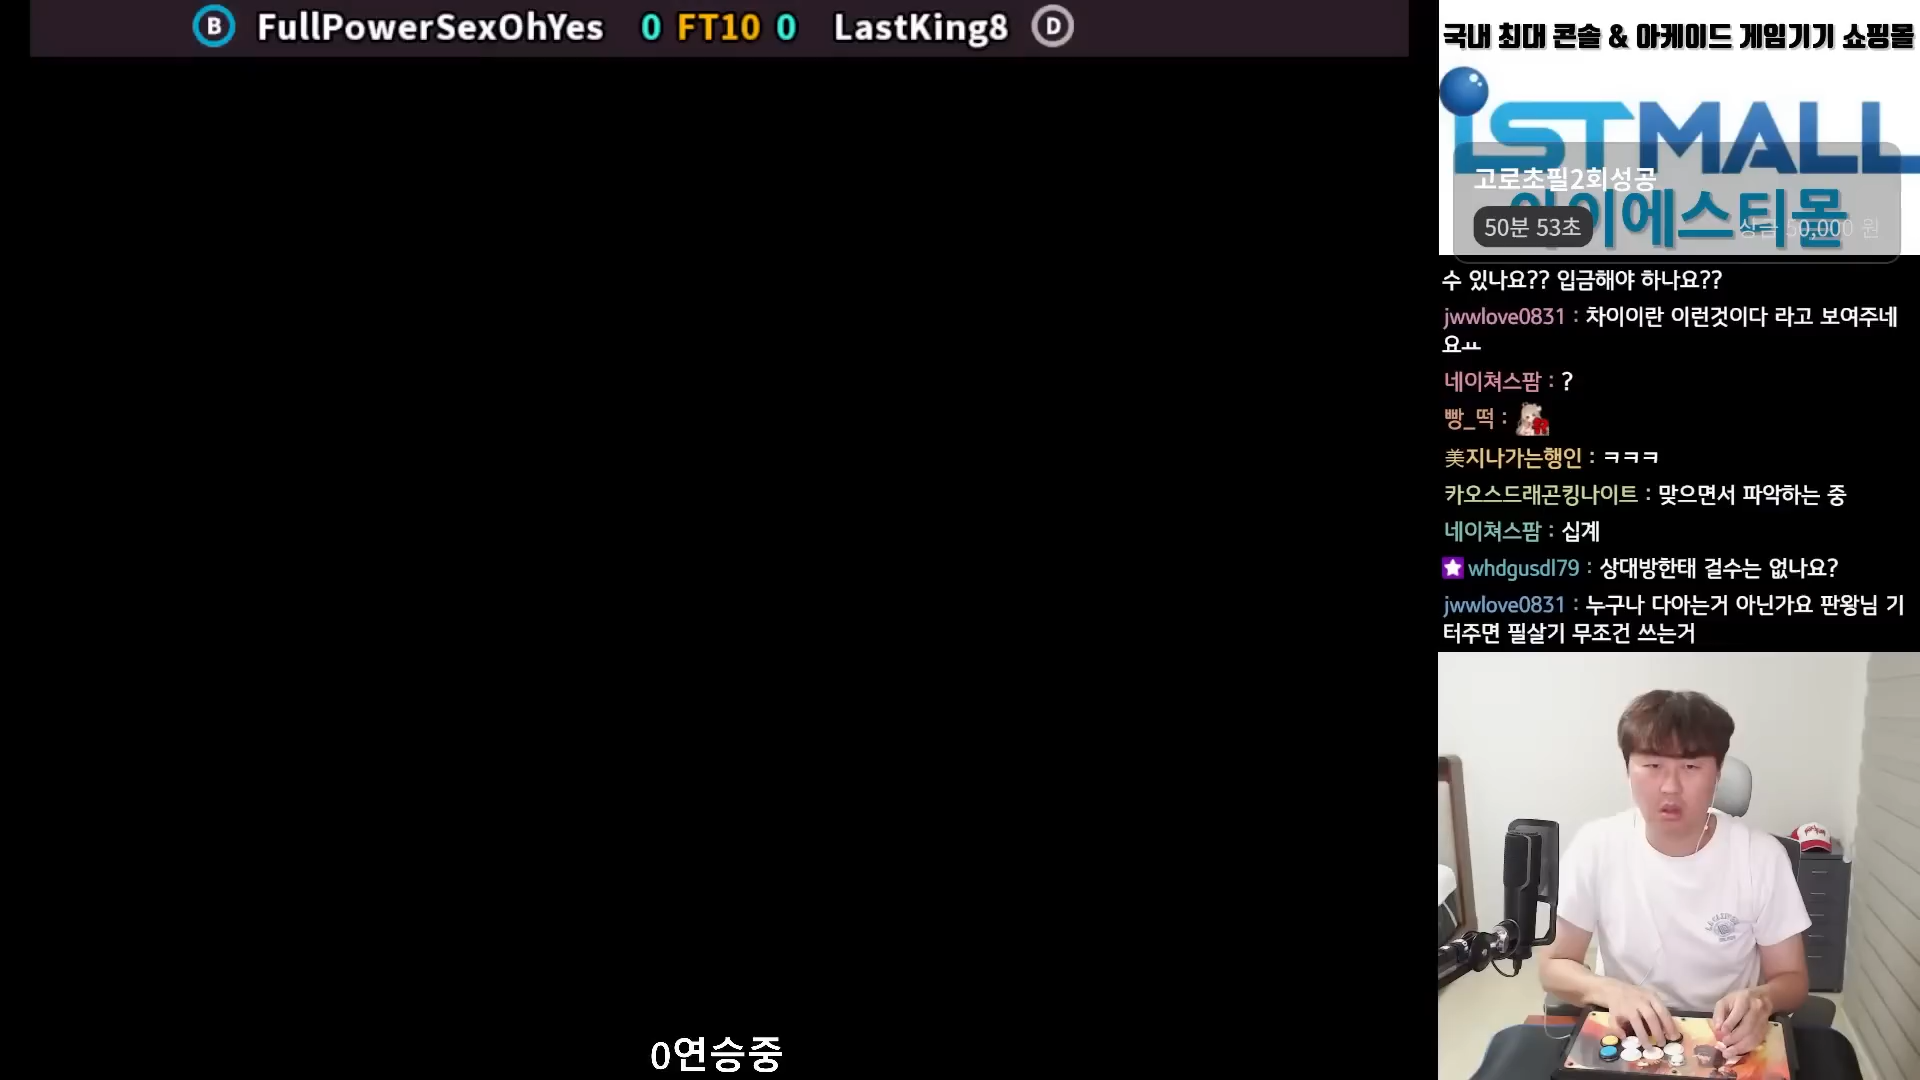 B FullPowerSexOhYes 0 FT10 0 LastKing8 D
국내 최대 콘솔 & 아케이드 게임기기 쇼핑몰
iSTMALL
아이에스티몰
고로초필2회성공
50분 53초 상금 50,000 원
수 있나요?? 입금해야 하나요??
jwwlove0831 : 차이이란 이런것이다 라고 보여주네
요ㅛ
네이쳐스팜 : ?
빵_떡 :
美지나가는행인 : ㅋㅋㅋ
카오스드래곤킹나이트 : 맞으면서 파악하는 중
네이쳐스팜 : 십계
whdgusdl79 : 상대방한태 걸수는 없나요?
jwwlove0831 : 누구나 다아는거 아닌가요 판왕님 기
터주면 필살기 무조건 쓰는거
0연승중